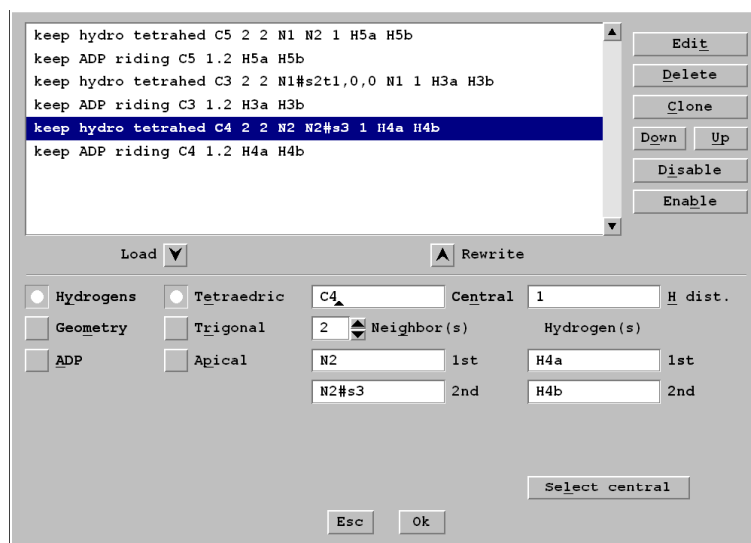 keep hydro tetrahed C5 2 2 N1 N2 1 H5a H5b
keep ADP riding C5 1.2 H5a H5b
keep hydro tetrahed C3 2 2 N1#s2t1,0,0 N1 1 H3a H3b
keep ADP riding C3 1.2 H3a H3b
keep hydro tetrahed C4 2 2 N2 N2#s3 1 H4a H4b
keep ADP riding C4 1.2 H4a H4b
Edit
Delete
Clone
Down Up
Disable
Enable
Load Rewrite
Hydrogens Tetraedric C4 Central 1 H dist.
Geometry Trigonal 2 Neighbor(s) Hydrogen(s)
ADP Apical N2 1st H4a 1st
N2#s3 2nd H4b 2nd
Select central
Esc Ok